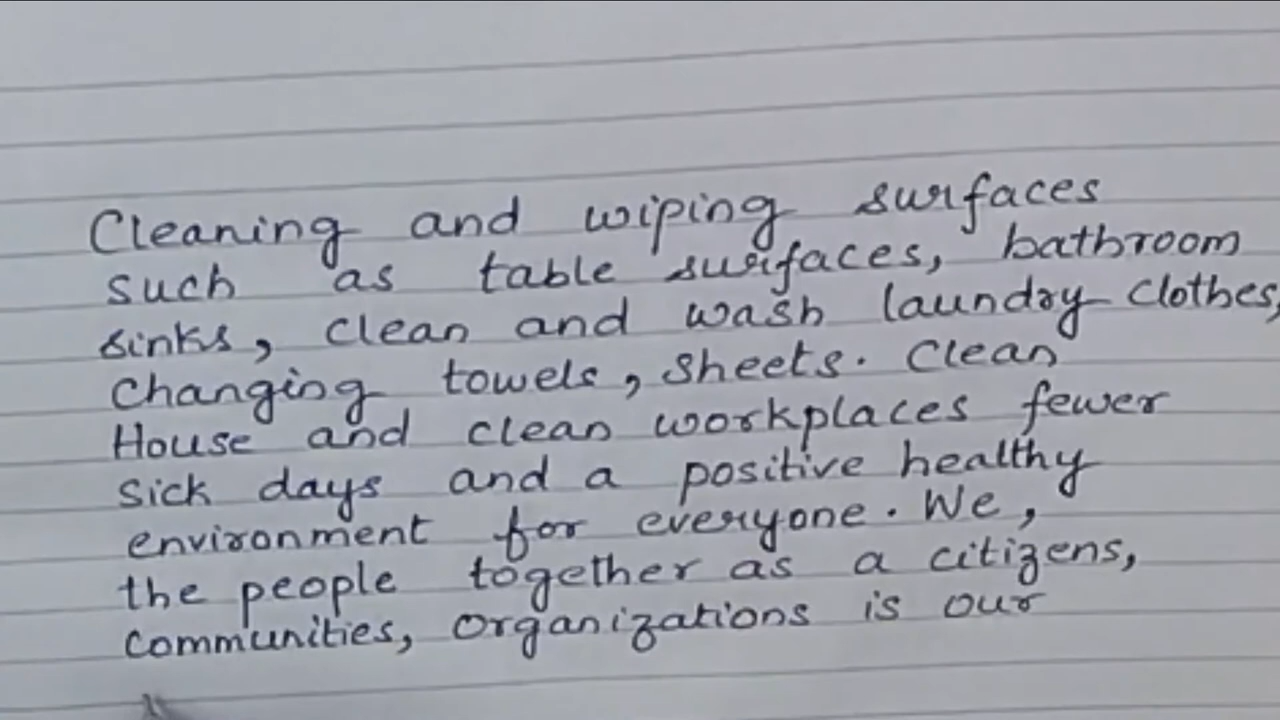 Cleaning and wiping surfaces
such as table surfaces, bathroom
sinks, clean and wash laundry clothes,
changing towels, sheets. Clean
House and clean workplaces fewer
sick days and a positive healthy
environment for everyone. We,
the people together as a citizens,
communities, organizations is our